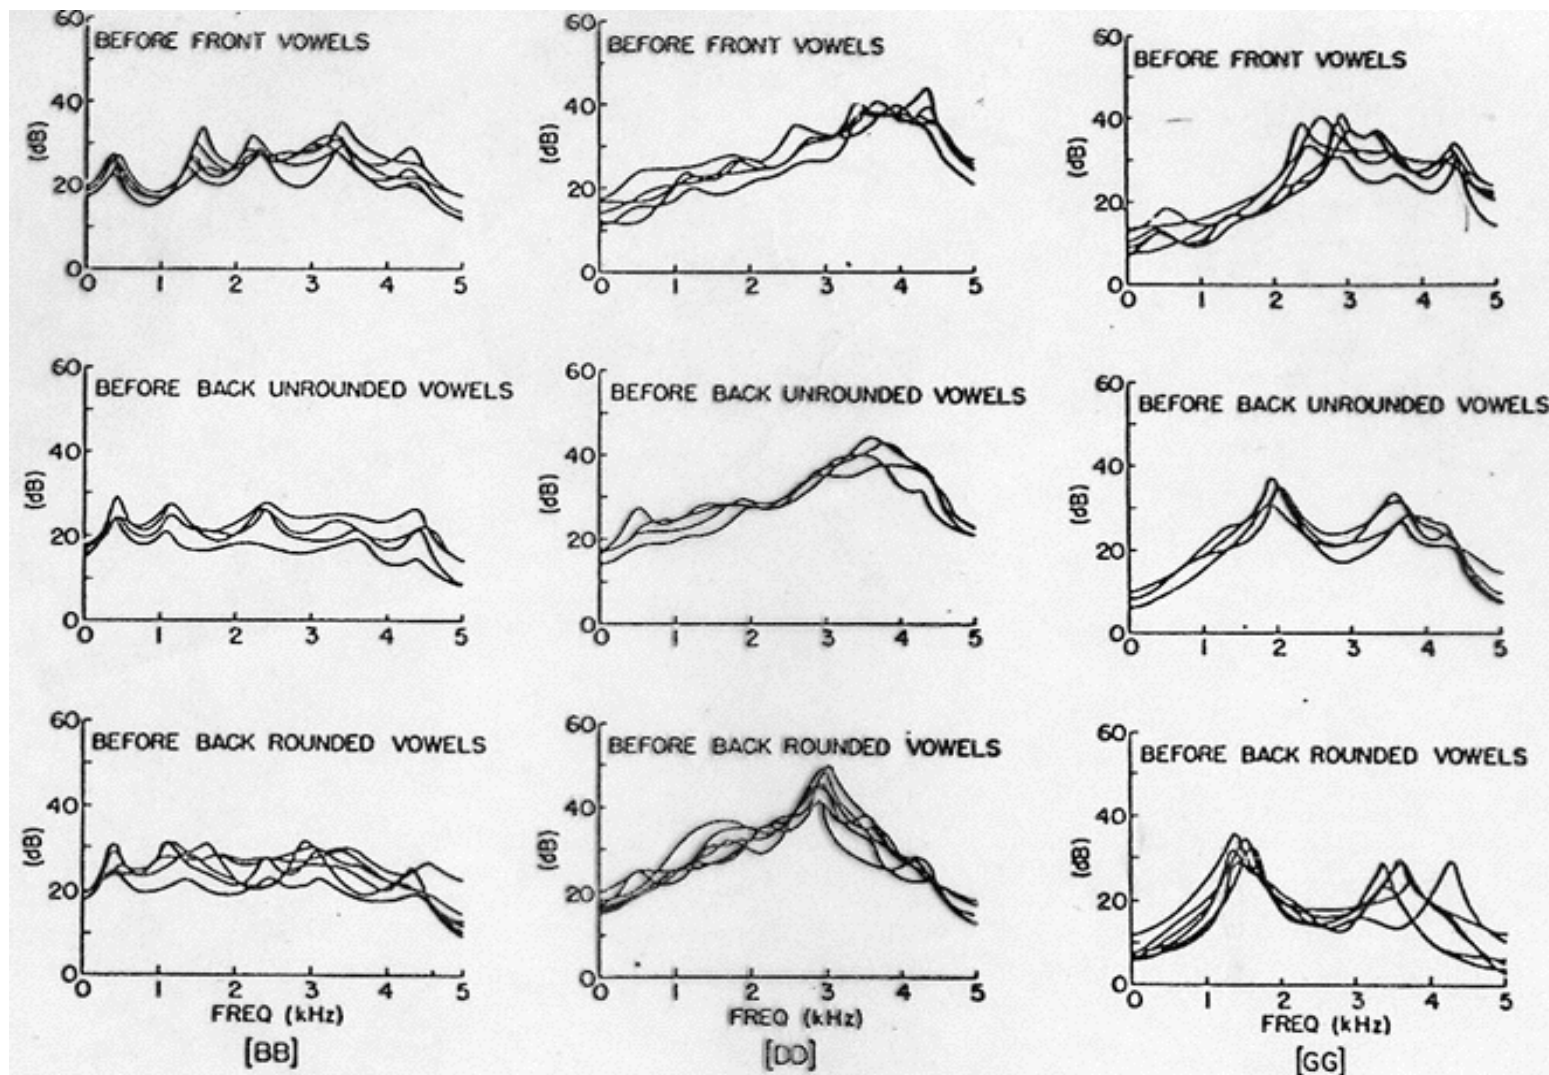 60
BEFORE FRONT VOWELS
40
(dB)
20
0
0 1 2 3 4 5
60
BEFORE FRONT VOWELS
40
(dB)
20
0
0 1 2 3 4 5
60
BEFORE FRONT VOWELS
40
(dB)
20
0
0 1 2 3 4 5
60
BEFORE BACK UNROUNDED VOWELS
40
(dB)
20
0
0 1 2 3 4 5
60
BEFORE BACK UNROUNDED VOWELS
40
(dB)
20
0
0 1 2 3 4 5
60
BEFORE BACK UNROUNDED VOWELS
40
(dB)
20
0
0 1 2 3 4 5
60
BEFORE BACK ROUNDED VOWELS
40
(dB)
20
0
0 1 2 3 4 5
FREQ (kHz)
[BB]
60
BEFORE BACK ROUNDED VOWELS
40
(dB)
20
0
0 1 2 3 4 5
FREQ (kHz)
[DD]
60
BEFORE BACK ROUNDED VOWELS
40
(dB)
20
0
0 1 2 3 4 5
FREQ (kHz)
[GG]